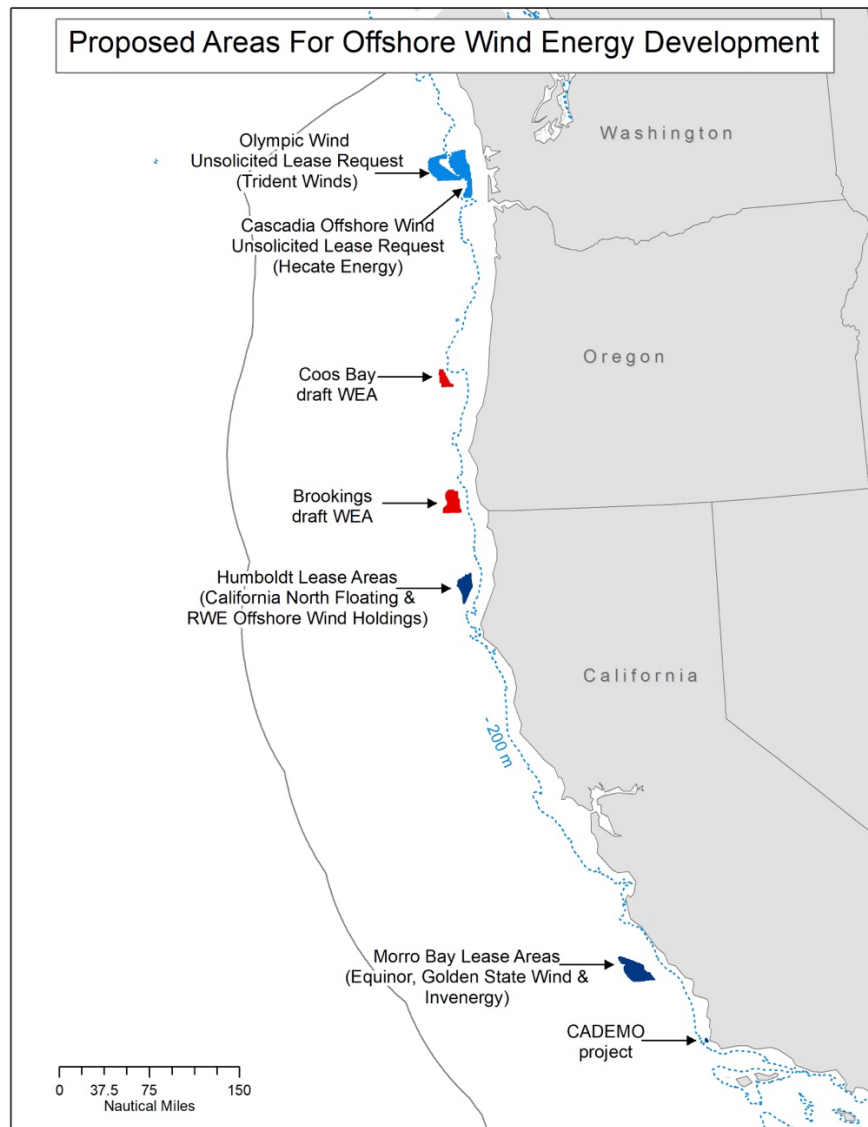 Proposed Areas For Offshore Wind Energy Development
Washington
Olympic Wind
Unsolicited Lease Request
(Trident Winds)
Cascadia Offshore Wind
Unsolicited Lease Request
(Hecate Energy)
Oregon
Coos Bay
draft WEA
Brookings
draft WEA
Humboldt Lease Areas
(California North Floating &
RWE Offshore Wind Holdings)
California
- 200 m
Morro Bay Lease Areas
(Equinor, Golden State Wind &
Invenergy)
CADEMO
project
0 37.5 75 150
Nautical Miles